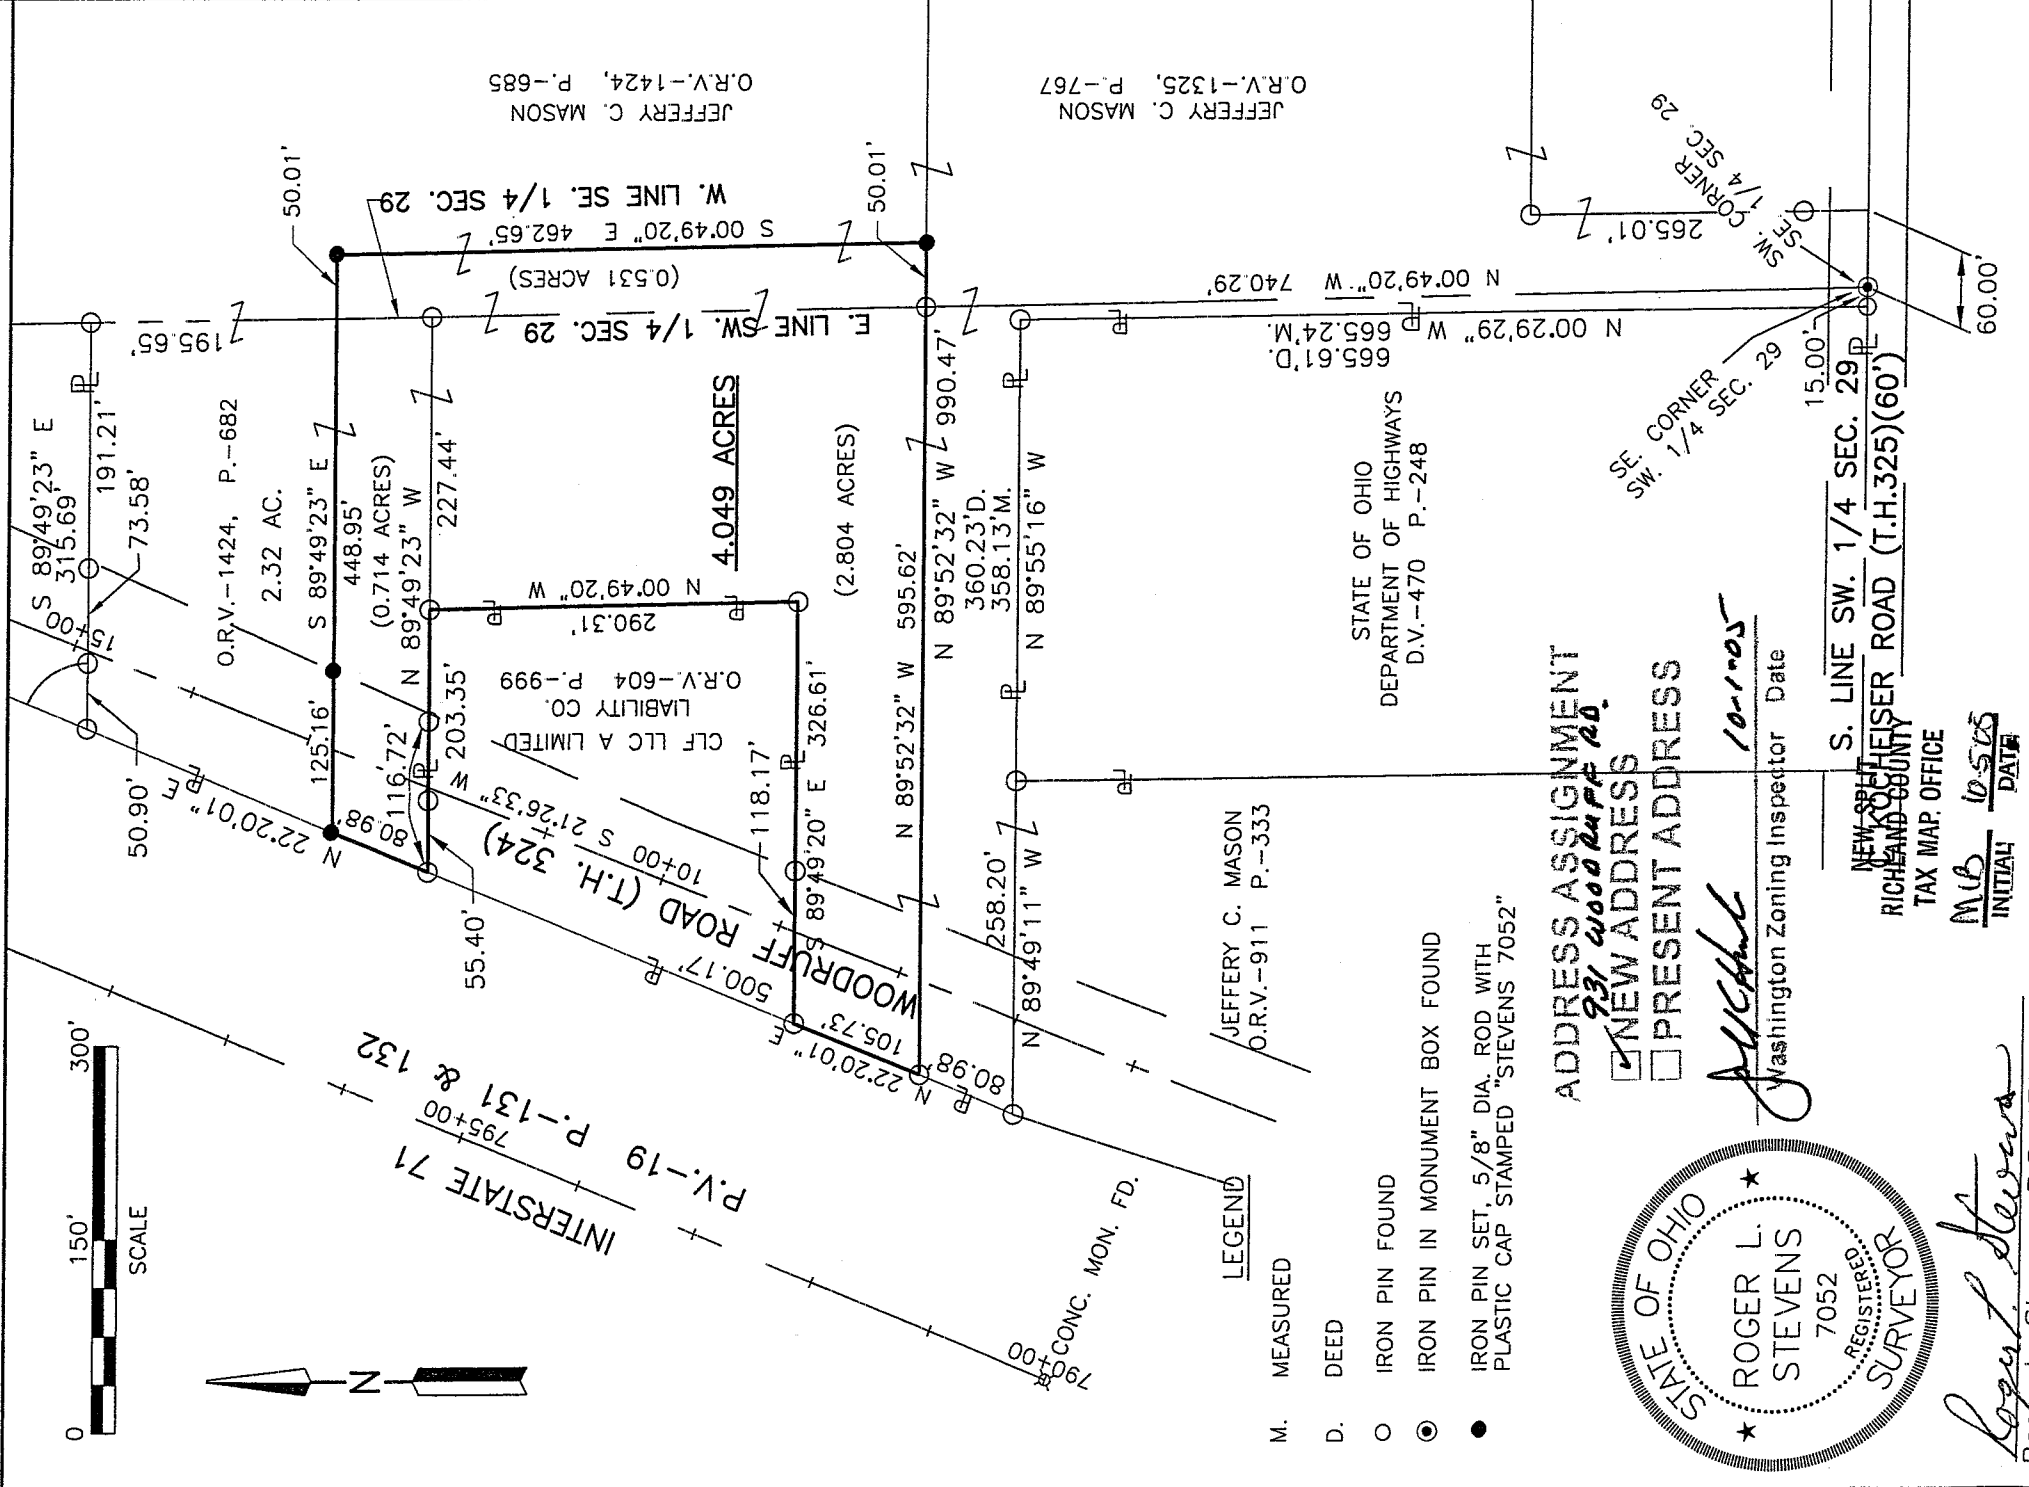 0 150' 300'
SCALE
N
INTERSTATE 71
P.V.-19 P.-131 & 132
795+00
790+00
CONC. MON. FD.
S 89°49'23" E
315.69'
191.21'
73.58'
50.90'
15+00
195.65'
O.R.V.-1424, P.-682
2.32 AC.
N 22°20'01" E
125.16'
S 89°49'23" E
448.95'
(0.714 ACRES)
50.01'
80.98'
116.72'
N 89°49'23" W
203.35'
227.44'
55.40'
WOODRUFF ROAD (T.H. 324)
S 21°26'33" W
10+00
500.17'
CLF LLC A LIMITED
LIABILITY CO.
O.R.V.-604 P.-999
N 00°49'20" W
290.31'
4.049 ACRES
118.17'
S 89°49'20" E 326.61'
(2.804 ACRES)
N 22°20'01" E
105.73'
N 89°52'32" W 595.62'
N 89°52'32" W 990.47'
50.01'
W. LINE SE. 1/4 SEC. 29
S 00°49'20" E 462.65'
(0.531 ACRES)
E. LINE SW. 1/4 SEC. 29
JEFFERY C. MASON
O.R.V.-1424, P.-685
JEFFERY C. MASON
O.R.V.-1325, P.-767
80.98'
N 89°49'11" W
258.20'
360.23'D.
358.13'M.
N 89°55'16" W
N 00°49'20" W 740.29'
N 00°29'29" W
665.61'D.
665.24'M.
265.01'
SW. CORNER
SE. 1/4 SEC. 29
SE. CORNER
SW. 1/4 SEC. 29
15.00'
60.00'
STATE OF OHIO
DEPARTMENT OF HIGHWAYS
D.V.-470 P.-248
JEFFERY C. MASON
O.R.V.-911 P.-333
S. LINE SW. 1/4 SEC. 29
KOCHEISER ROAD (T.H.325)(60')
LEGEND
M. MEASURED
D. DEED
IRON PIN FOUND
IRON PIN IN MONUMENT BOX FOUND
IRON PIN SET, 5/8" DIA. ROD WITH
PLASTIC CAP STAMPED "STEVENS 7052"
ADDRESS ASSIGNMENT
931 WOODRUFF RD.
NEW ADDRESS
PRESENT ADDRESS
10-1-05
Washington Zoning Inspector Date
NEW SPLIT
RICHLAND COUNTY
TAX MAP OFFICE
MB 10-5-05
INITIAL DATE
STATE OF OHIO
ROGER L.
STEVENS
7052
REGISTERED
SURVEYOR
Roger L. Stevens